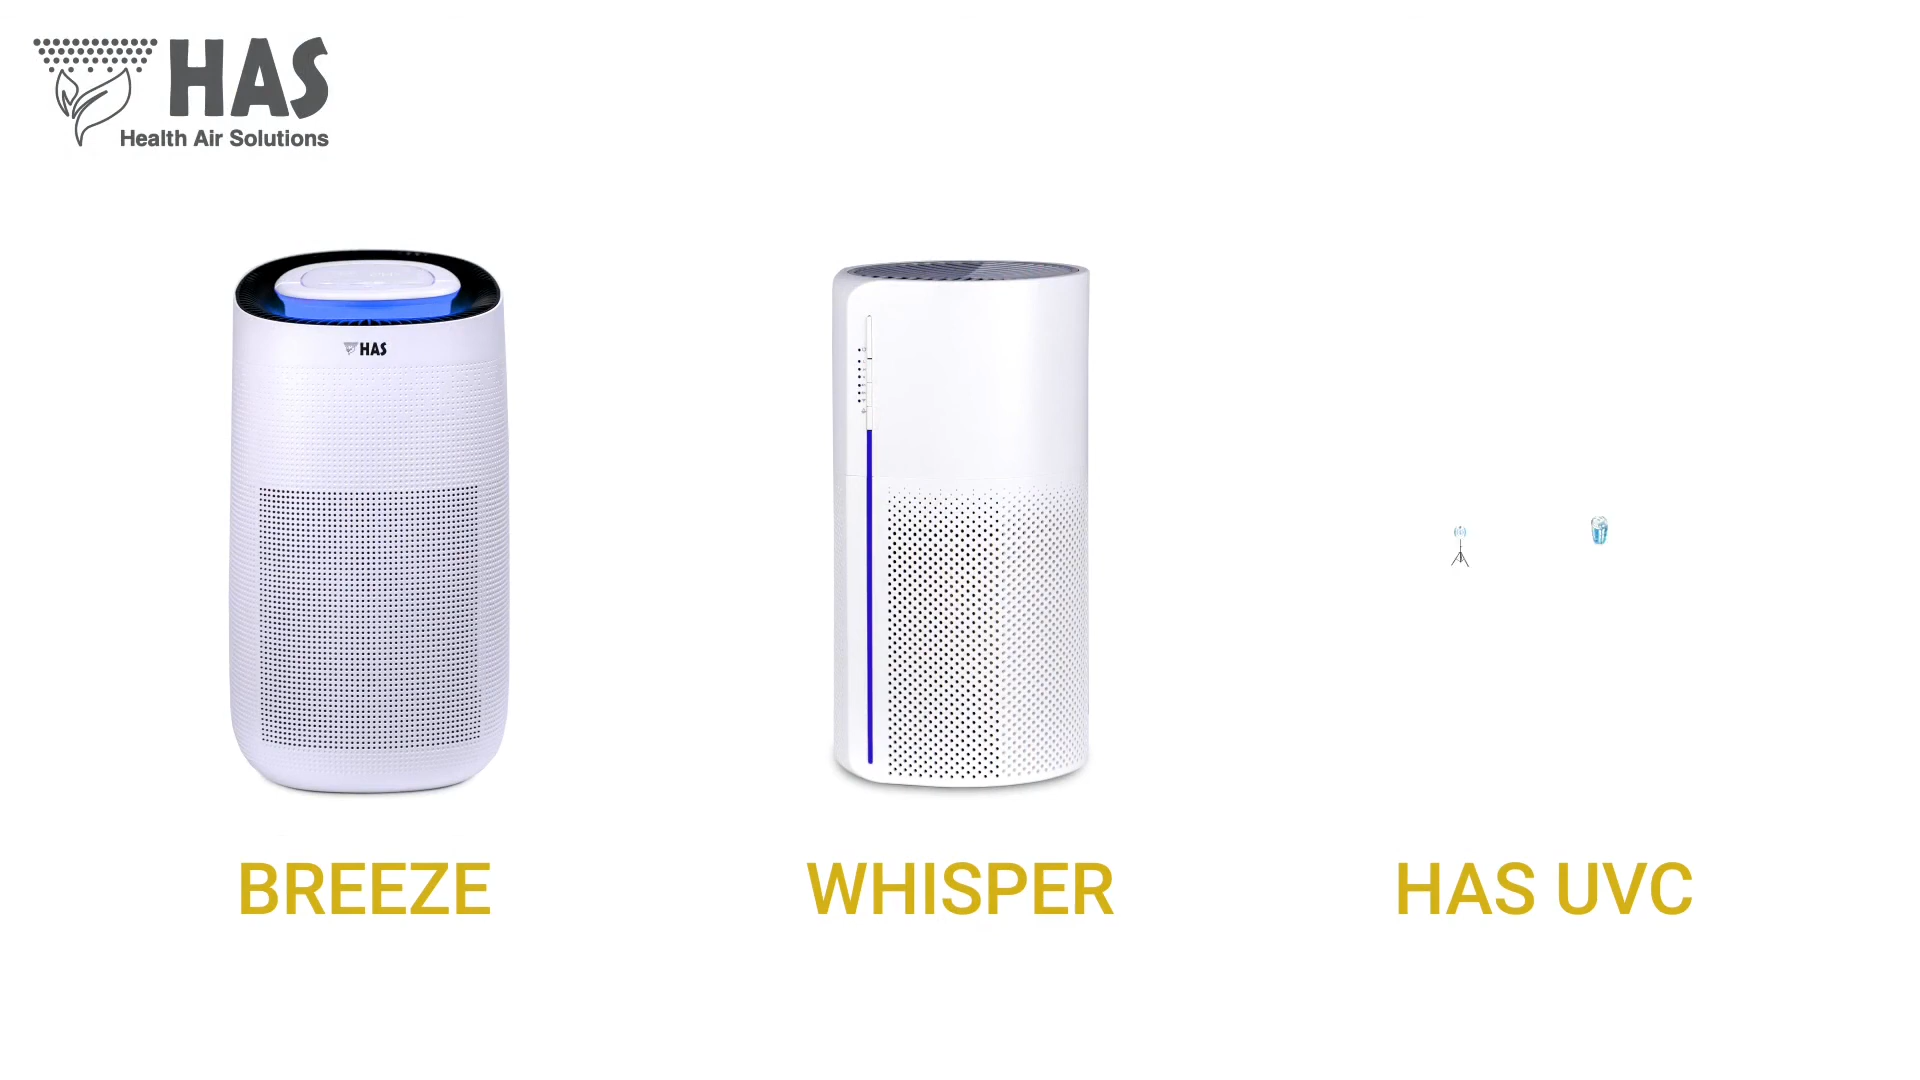 HAS
Health Air Solutions
HAS
BREEZE
WHISPER
HAS UVC